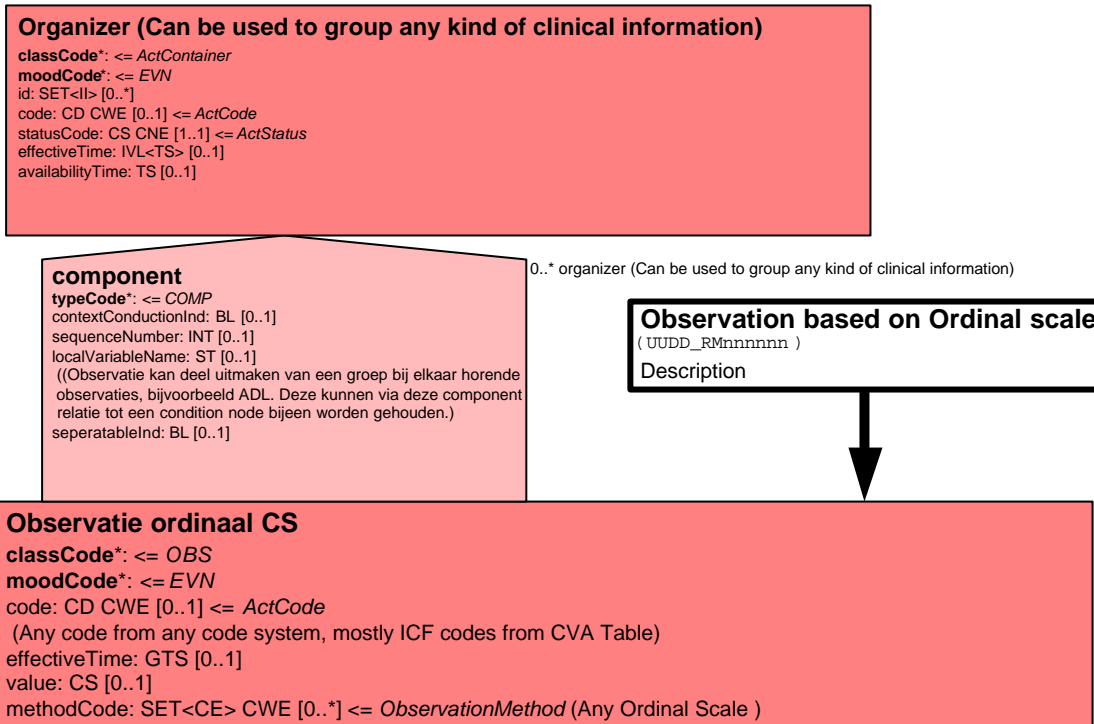 Organizer (Can be used to group any kind of clinical information)
classCode*: <= ActContainer
moodCode*: <= EVN
id: SET<II> [0..*]
code: CD CWE [0..1] <= ActCode
statusCode: CS CNE [1..1] <= ActStatus
effectiveTime: IVL<TS> [0..1]
availabilityTime: TS [0..1]
0..* organizer (Can be used to group any kind of clinical information)
component
typeCode*: <= COMP
contextConductionInd: BL [0..1]
sequenceNumber: INT [0..1]
localVariableName: ST [0..1]
((Observatie kan deel uitmaken van een groep bij elkaar horende
observaties, bijvoorbeeld ADL. Deze kunnen via deze component
relatie tot een condition node bijeen worden gehouden.)
seperatableInd: BL [0..1]
Observation based on Ordinal scale
( UUDD_RMnnnnnn )
Description
Observatie ordinaal CS
classCode*: <= OBS
moodCode*: <= EVN
code: CD CWE [0..1] <= ActCode
(Any code from any code system, mostly ICF codes from CVA Table)
effectiveTime: GTS [0..1]
value: CS [0..1]
methodCode: SET<CE> CWE [0..*] <= ObservationMethod (Any Ordinal Scale )